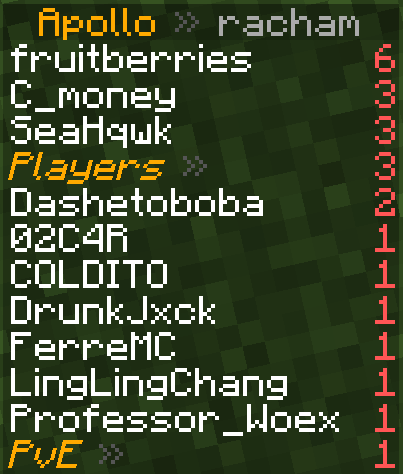 Apollo » racham
fruitberries 6
C_money 3
SeaHqwk 3
Players » 3
Dashetoboba 2
02C4R 1
COLDITO 1
DrunkJxck 1
FerreMC 1
LingLingChang 1
Professor_Woex 1
PvE » 1